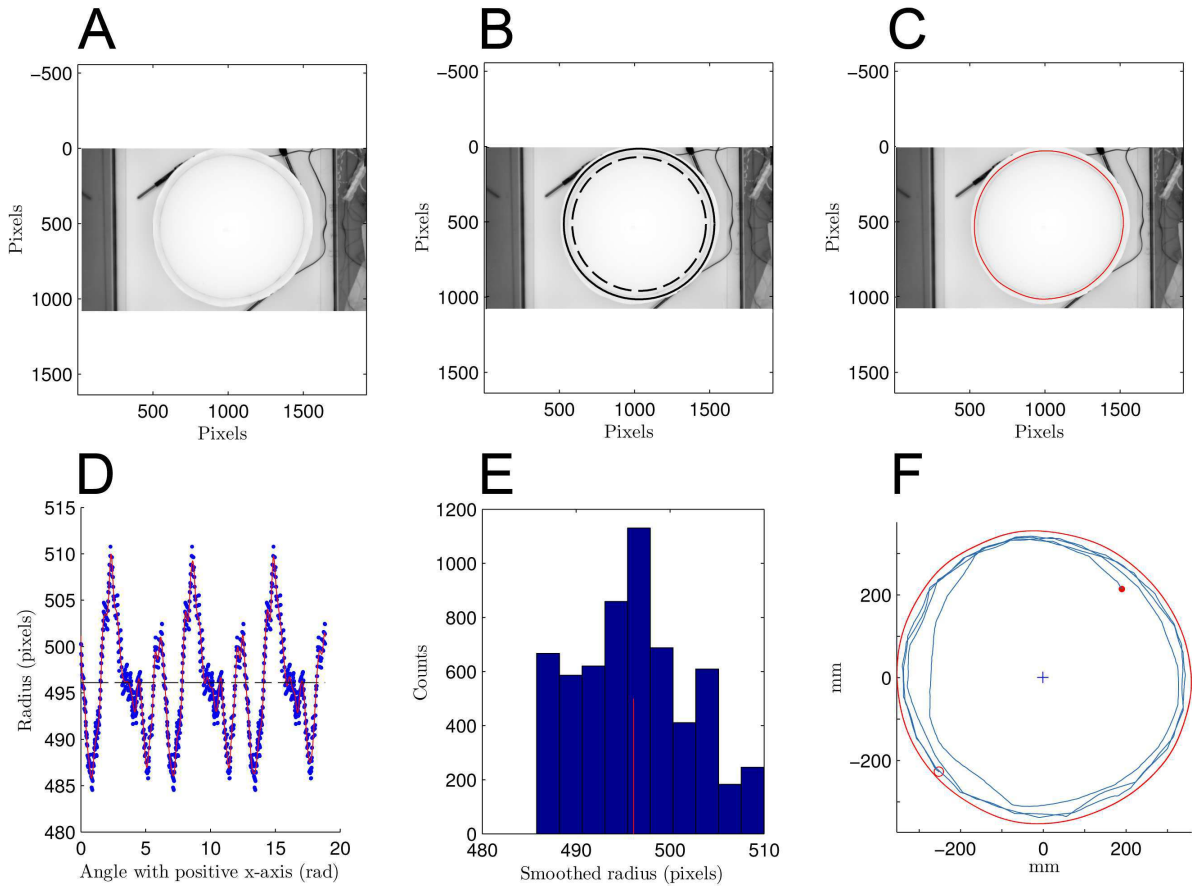 A
B
C
−500
0
500
1000
1500
Pixels
500 1000 1500
Pixels
−500
0
500
1000
1500
Pixels
500 1000 1500
Pixels
−500
0
500
1000
1500
Pixels
500 1000 1500
Pixels
D
E
F
515
510
505
500
495
490
485
480
Radius (pixels)
0 5 10 15 20
Angle with positive x-axis (rad)
1200
1000
800
600
400
200
0
Counts
480 490 500 510
Smoothed radius (pixels)
200
0
−200
mm
−200 0 200
mm